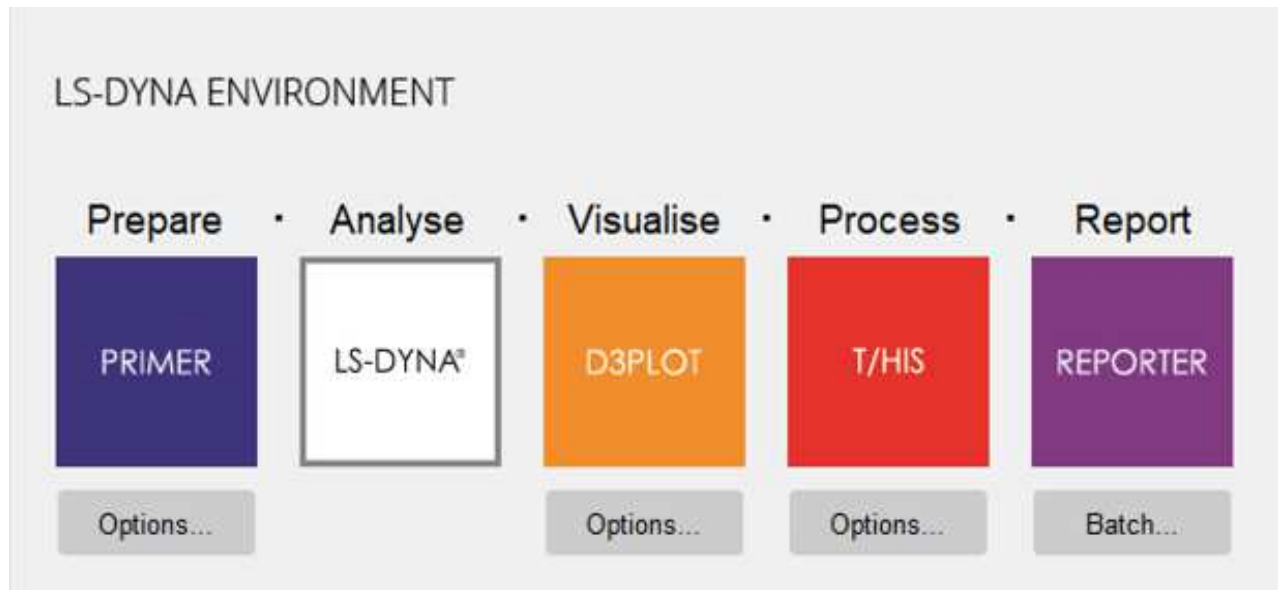 LS-DYNA ENVIRONMENT
Prepare · Analyse · Visualise · Process · Report
PRIMER LS-DYNA® D3PLOT T/HIS REPORTER
Options... Options... Options... Batch...